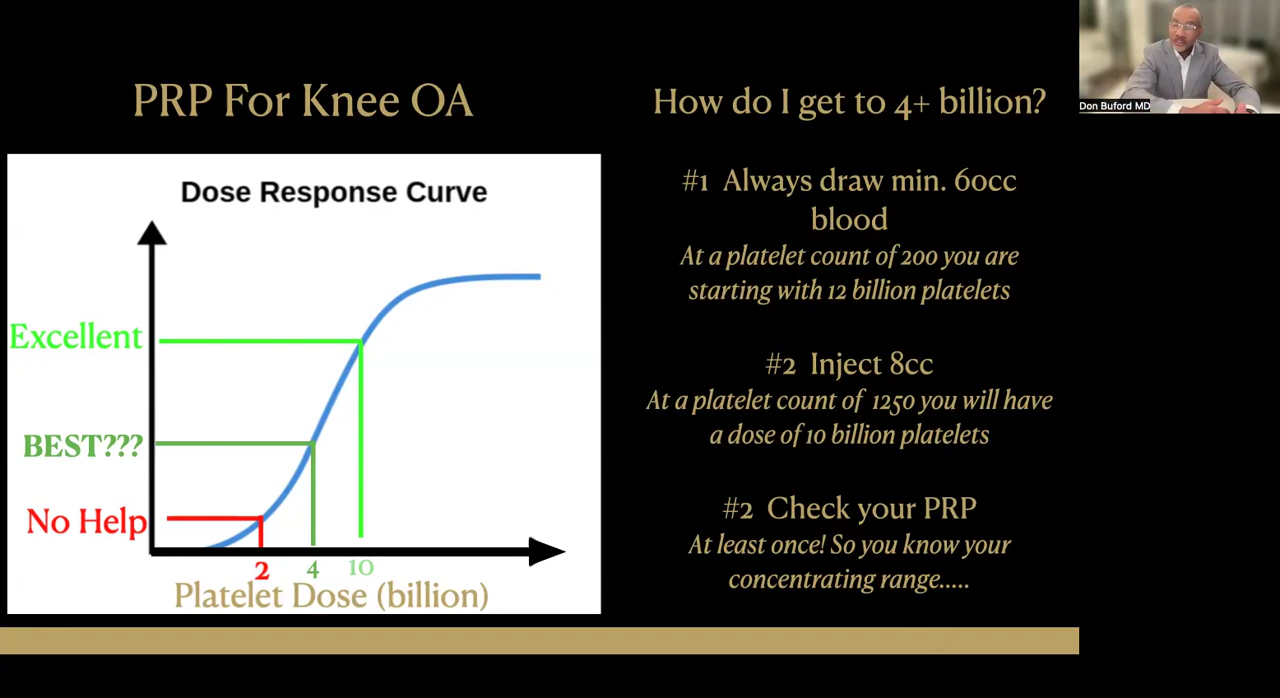 PRP For Knee OA
Dose Response Curve
Excellent
BEST???
No Help
2
4
10
Platelet Dose (billion)
How do I get to 4+ billion?
#1 Always draw min. 60cc
blood
At a platelet count of 200 you are
starting with 12 billion platelets
#2 Inject 8cc
At a platelet count of 1250 you will have
a dose of 10 billion platelets
#2 Check your PRP
At least once! So you know your
concentrating range.....
Don Buford MD